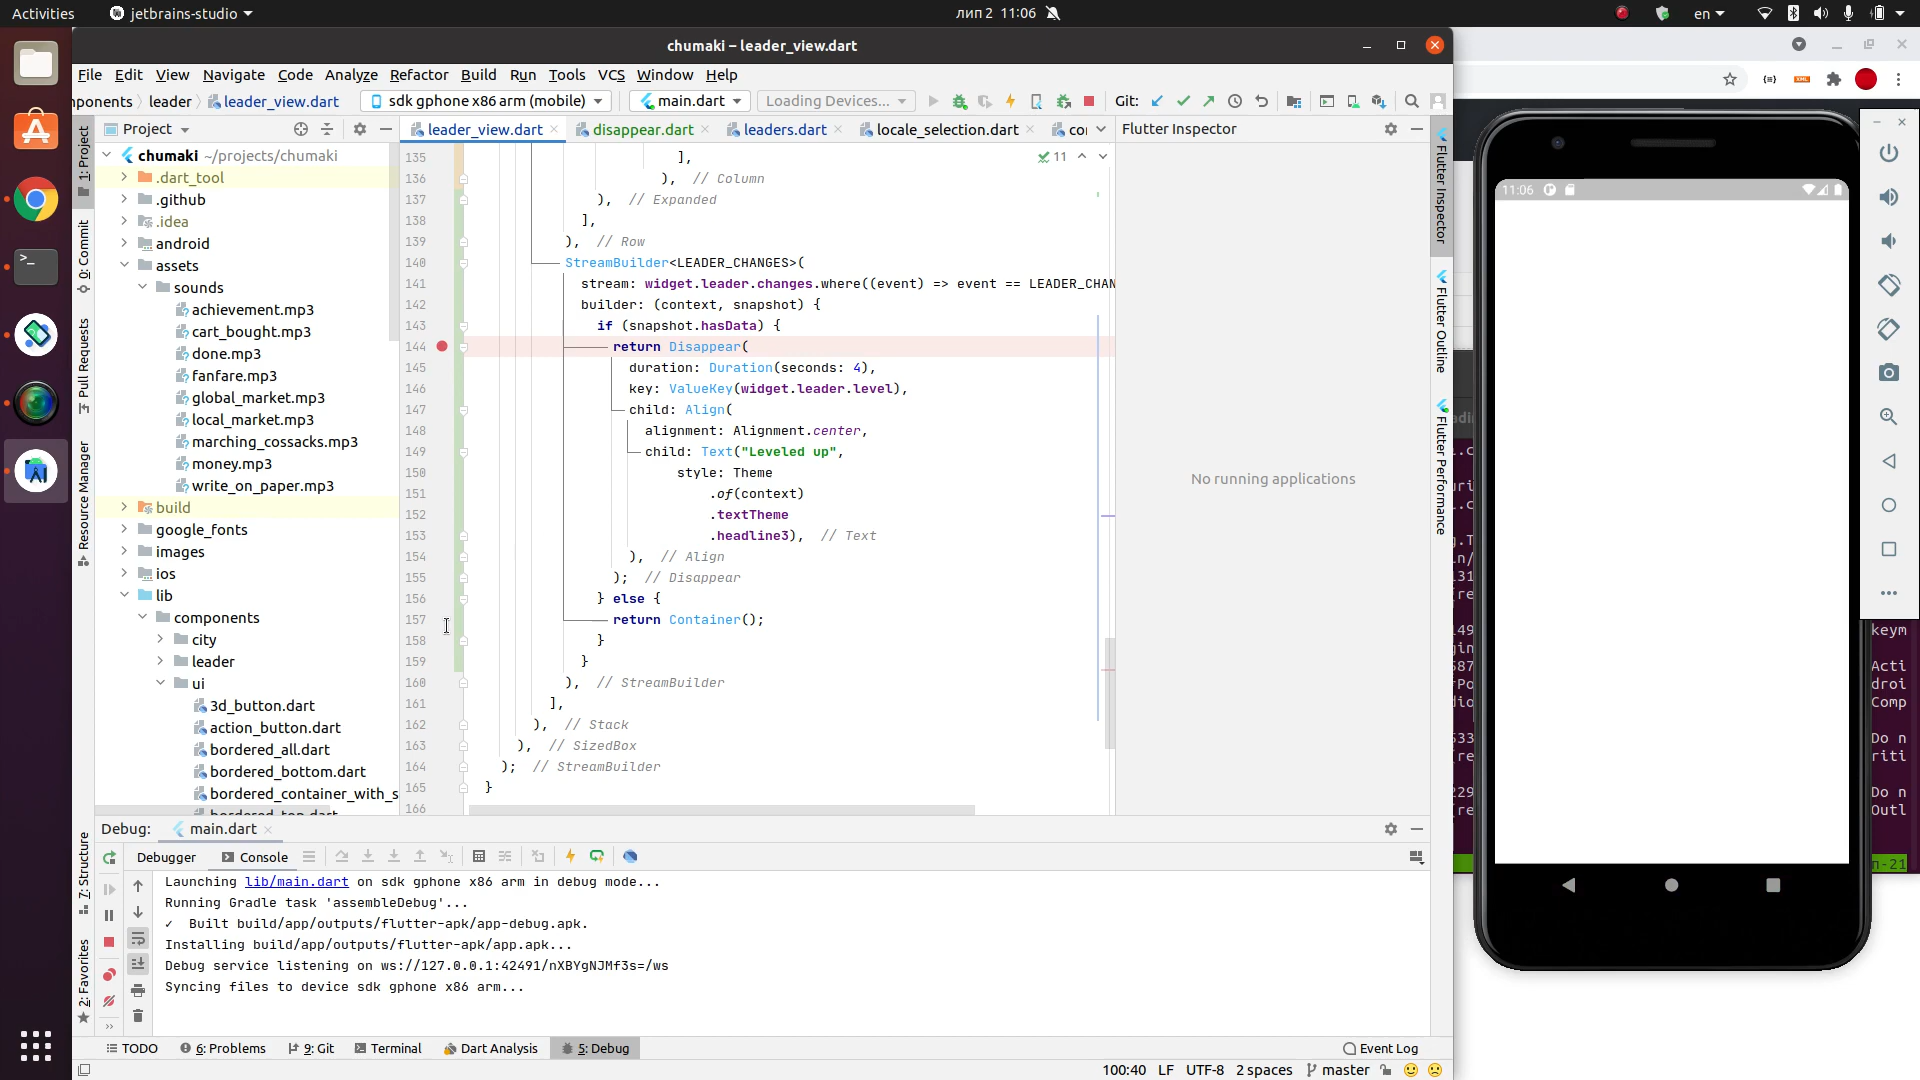 Activities
jetbrains-studio
лип 2 11:06
en
chumaki – leader_view.dart
File Edit View Navigate Code Analyze Refactor Build Run Tools VCS Window Help
nponents leader leader_view.dart
sdk gphone x86 arm (mobile)
main.dart
Loading Devices...
Git:
Project
leader_view.dart
disappear.dart
leaders.dart
locale_selection.dart
Flutter Inspector
chumaki ~/projects/chumaki
.dart_tool
.github
.idea
android
assets
sounds
achievement.mp3
cart_bought.mp3
done.mp3
fanfare.mp3
global_market.mp3
local_market.mp3
marching_cossacks.mp3
money.mp3
write_on_paper.mp3
build
google_fonts
images
ios
lib
components
city
leader
ui
3d_button.dart
action_button.dart
bordered_all.dart
bordered_bottom.dart
bordered_container_with_s
1: Project
0: Commit
Pull Requests
Resource Manager
7: Structure
2: Favorites
11
135 ],
136 ), // Column
137 ), // Expanded
138 ],
139 ), // Row
140 StreamBuilder<LEADER_CHANGES>(
141 stream: widget.leader.changes.where((event) => event == LEADER_CHAN
142 builder: (context, snapshot) {
143 if (snapshot.hasData) {
144 return Disappear(
145 duration: Duration(seconds: 4),
146 key: ValueKey(widget.leader.level),
147 child: Align(
148 alignment: Alignment.center,
149 child: Text("Leveled up",
150 style: Theme
151 .of(context)
152 .textTheme
153 .headline3), // Text
154 ), // Align
155 ); // Disappear
156 } else {
157 return Container();
158 }
159 }
160 ), // StreamBuilder
161 ],
162 ), // Stack
163 ), // SizedBox
164 ); // StreamBuilder
165 }
166
No running applications
Flutter Inspector
Flutter Outline
Flutter Performance
11:06
keym
Acti
droi
Comp
Do n
riti
Do n
Outl
Debug: main.dart
Debugger Console
Launching lib/main.dart on sdk gphone x86 arm in debug mode...
Running Gradle task 'assembleDebug'...
✓ Built build/app/outputs/flutter-apk/app-debug.apk.
Installing build/app/outputs/flutter-apk/app.apk...
Debug service listening on ws://127.0.0.1:42491/nXBYgNJMf3s=/ws
Syncing files to device sdk gphone x86 arm...
TODO 6: Problems 9: Git Terminal Dart Analysis 5: Debug Event Log
100:40 LF UTF-8 2 spaces master